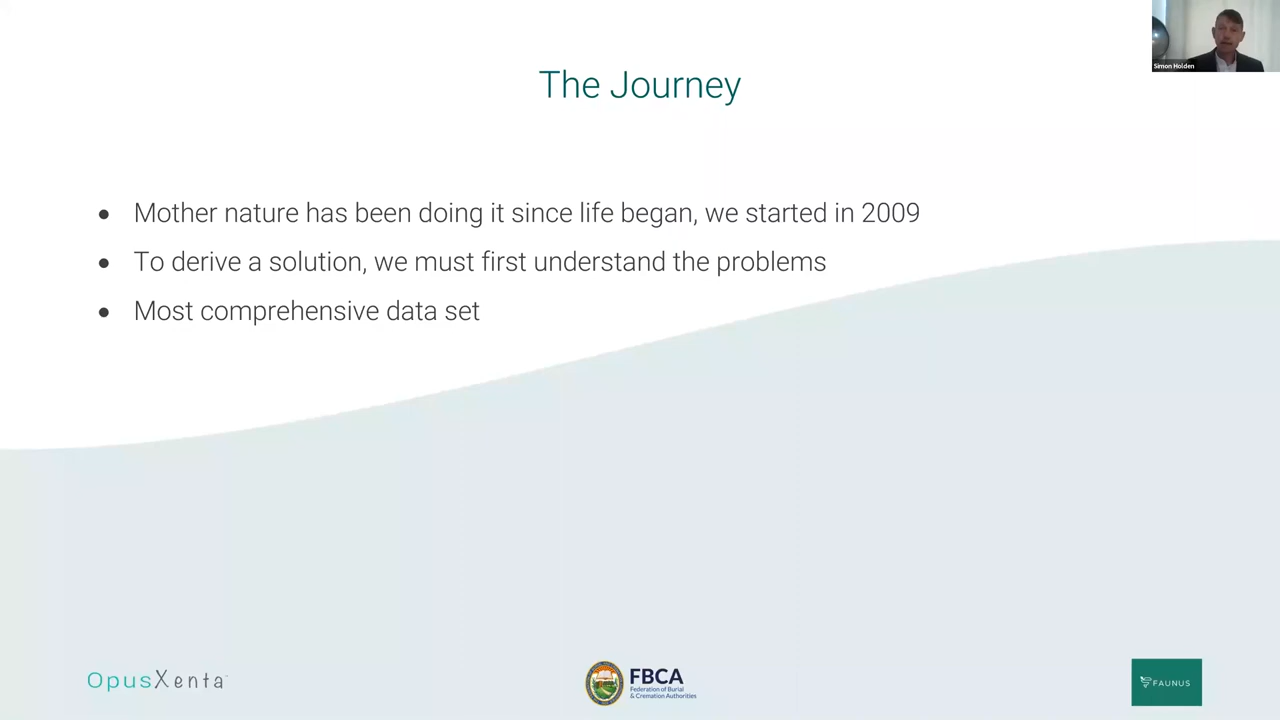 Simon Holden
The Journey
• Mother nature has been doing it since life began, we started in 2009
• To derive a solution, we must first understand the problems
• Most comprehensive data set
OpusXenta
FBCA
Federation of Burial
& Cremation Authorities
FAUNUS